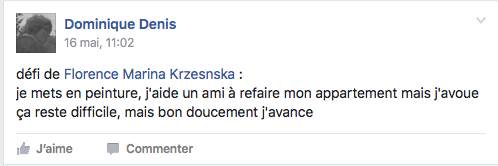 Dominique Denis
16 mai, 11:02
défi de Florence Marina Krzesnska :
je mets en peinture, j'aide un ami à refaire mon appartement mais j'avoue
ça reste difficile, mais bon doucement j'avance
J'aime Commenter